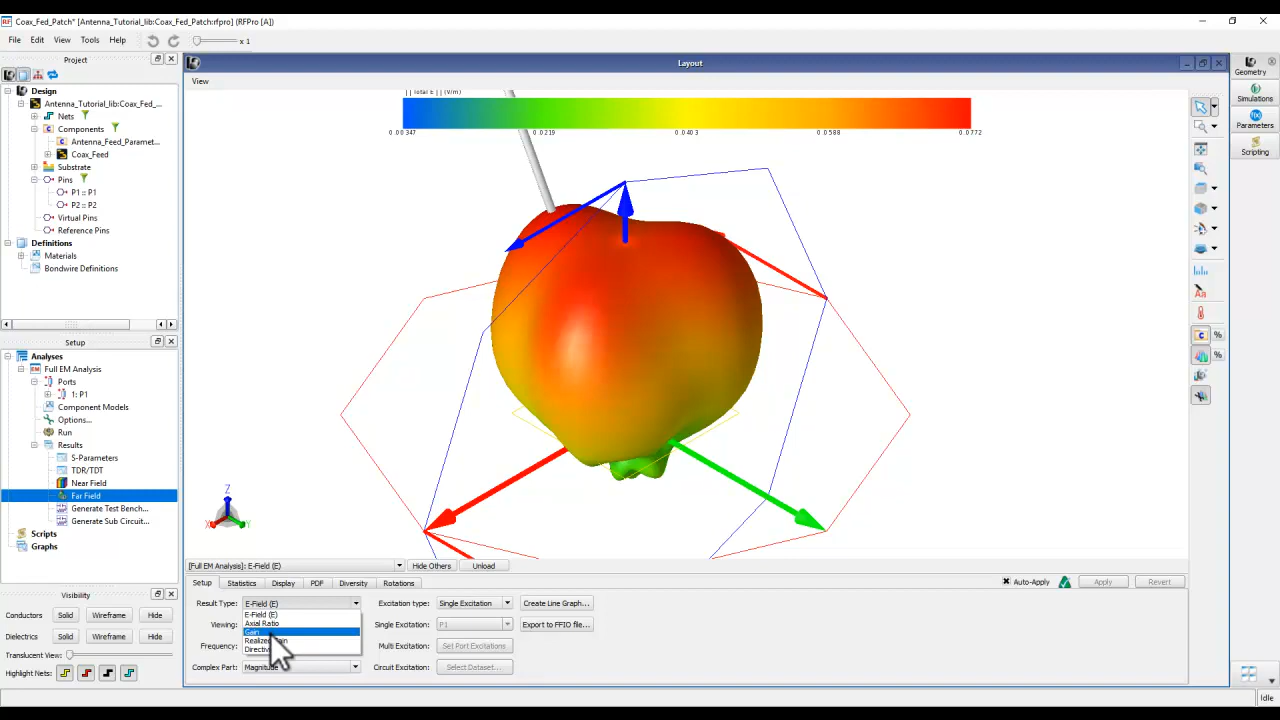 Coax_Fed_Patch* [Antenna_Tutorial_lib:Coax_Fed_Patch:rfpro] (RFPro [A])
File Edit View Tools Help
x 1
Project
Design
Antenna_Tutorial_lib:Coax_Fed_...
Nets
Components
Antenna_Feed_Paramet...
Coax_Feed
Substrate
Pins
P1 :: P1
P2 :: P2
Virtual Pins
Reference Pins
Definitions
Materials
Bondwire Definitions
Setup
Analyses
Full EM Analysis
Ports
1: P1
Component Models
Options...
Run
Results
S-Parameters
TDR/TDT
Near Field
Far Field
Generate Test Bench...
Generate Sub Circuit...
Scripts
Graphs
Visibility
Conductors Solid Wireframe Hide
Dielectrics Solid Wireframe Hide
Translucent View:
Highlight Nets:
Layout
View
|| Total E || (V/m)
0.00347 0.219 0.403 0.588 0.772
Z
X Y
[Full EM Analysis]: E-Field (E) Hide Others Unload
Setup Statistics Display PDF Diversity Rotations
Auto-Apply Apply Revert
Result Type: E-Field (E)
E-Field (E)
Axial Ratio
Gain
Viewing:
Frequency:
Complex Part: Magnitude
Excitation type: Single Excitation Create Line Graph...
Single Excitation: P1 Export to FFIO file...
Multi Excitation: Set Port Excitations
Circuit Excitation: Select Dataset...
Geometry
Simulations
f(x)
Parameters
Scripting
Aa
C %
%
Idle